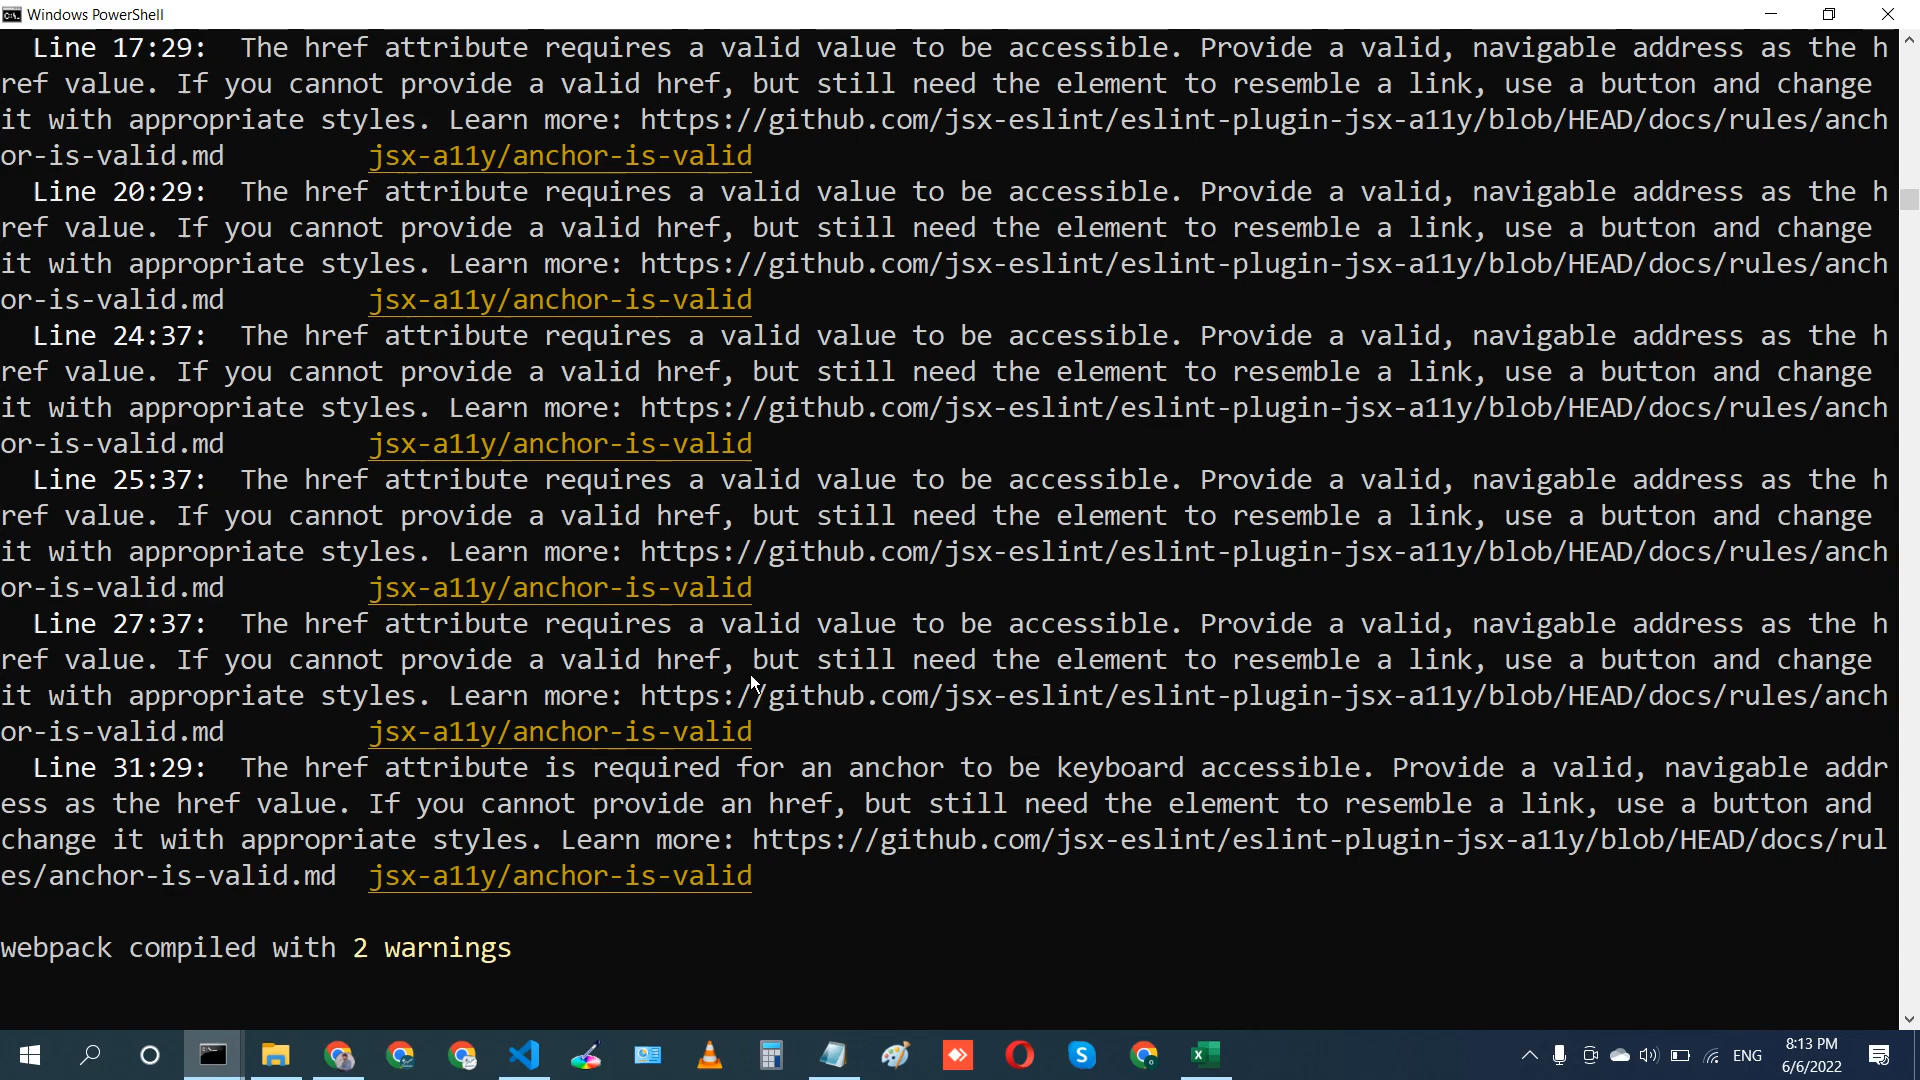 Windows PowerShell
Line 17:29:  The href attribute requires a valid value to be accessible. Provide a valid, navigable address as the h
ref value. If you cannot provide a valid href, but still need the element to resemble a link, use a button and change
it with appropriate styles. Learn more: https://github.com/jsx-eslint/eslint-plugin-jsx-a11y/blob/HEAD/docs/rules/anch
or-is-valid.md         jsx-a11y/anchor-is-valid
Line 20:29:  The href attribute requires a valid value to be accessible. Provide a valid, navigable address as the h
ref value. If you cannot provide a valid href, but still need the element to resemble a link, use a button and change
it with appropriate styles. Learn more: https://github.com/jsx-eslint/eslint-plugin-jsx-a11y/blob/HEAD/docs/rules/anch
or-is-valid.md         jsx-a11y/anchor-is-valid
Line 24:37:  The href attribute requires a valid value to be accessible. Provide a valid, navigable address as the h
ref value. If you cannot provide a valid href, but still need the element to resemble a link, use a button and change
it with appropriate styles. Learn more: https://github.com/jsx-eslint/eslint-plugin-jsx-a11y/blob/HEAD/docs/rules/anch
or-is-valid.md         jsx-a11y/anchor-is-valid
Line 25:37:  The href attribute requires a valid value to be accessible. Provide a valid, navigable address as the h
ref value. If you cannot provide a valid href, but still need the element to resemble a link, use a button and change
it with appropriate styles. Learn more: https://github.com/jsx-eslint/eslint-plugin-jsx-a11y/blob/HEAD/docs/rules/anch
or-is-valid.md         jsx-a11y/anchor-is-valid
Line 27:37:  The href attribute requires a valid value to be accessible. Provide a valid, navigable address as the h
ref value. If you cannot provide a valid href, but still need the element to resemble a link, use a button and change
it with appropriate styles. Learn more: https://github.com/jsx-eslint/eslint-plugin-jsx-a11y/blob/HEAD/docs/rules/anch
or-is-valid.md         jsx-a11y/anchor-is-valid
Line 31:29:  The href attribute is required for an anchor to be keyboard accessible. Provide a valid, navigable addr
ess as the href value. If you cannot provide an href, but still need the element to resemble a link, use a button and
change it with appropriate styles. Learn more: https://github.com/jsx-eslint/eslint-plugin-jsx-a11y/blob/HEAD/docs/rul
es/anchor-is-valid.md  jsx-a11y/anchor-is-valid
webpack compiled with 2 warnings
ENG
8:13 PM
6/6/2022